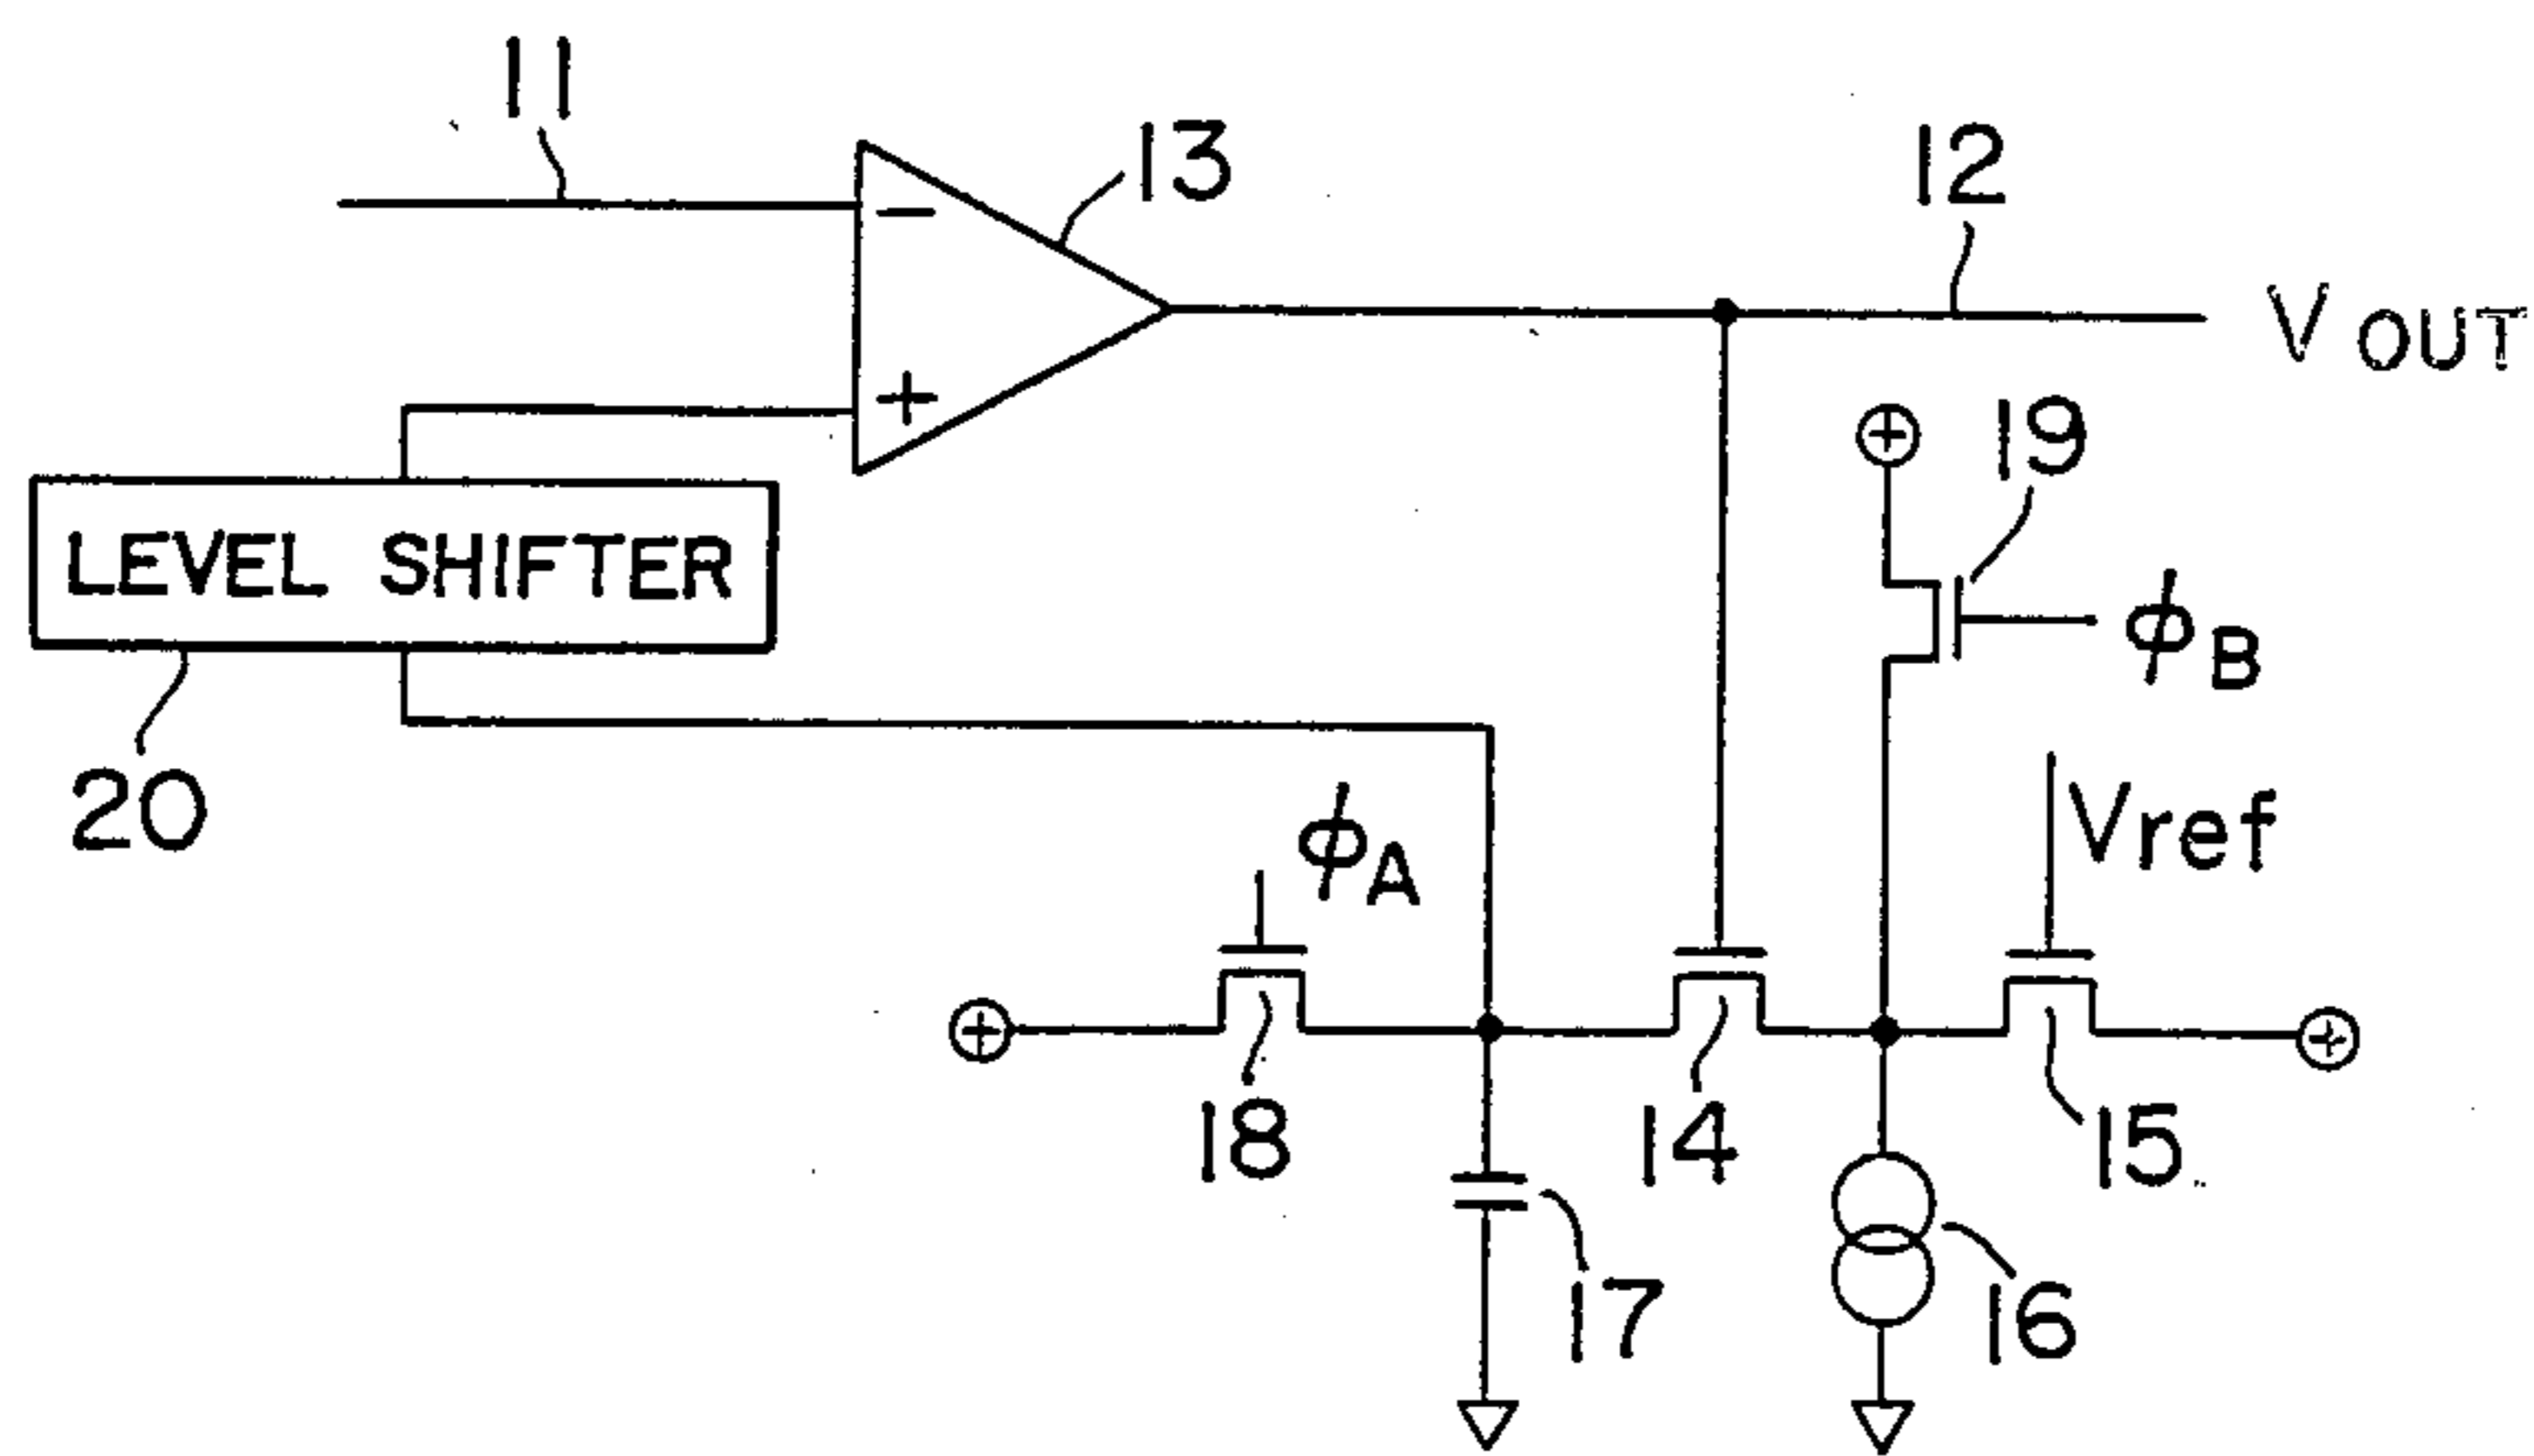 11
13
12
−
+
V OUT
19
LEVEL SHIFTER
ϕB
20
ϕA
Vref
18
14
15
17
16